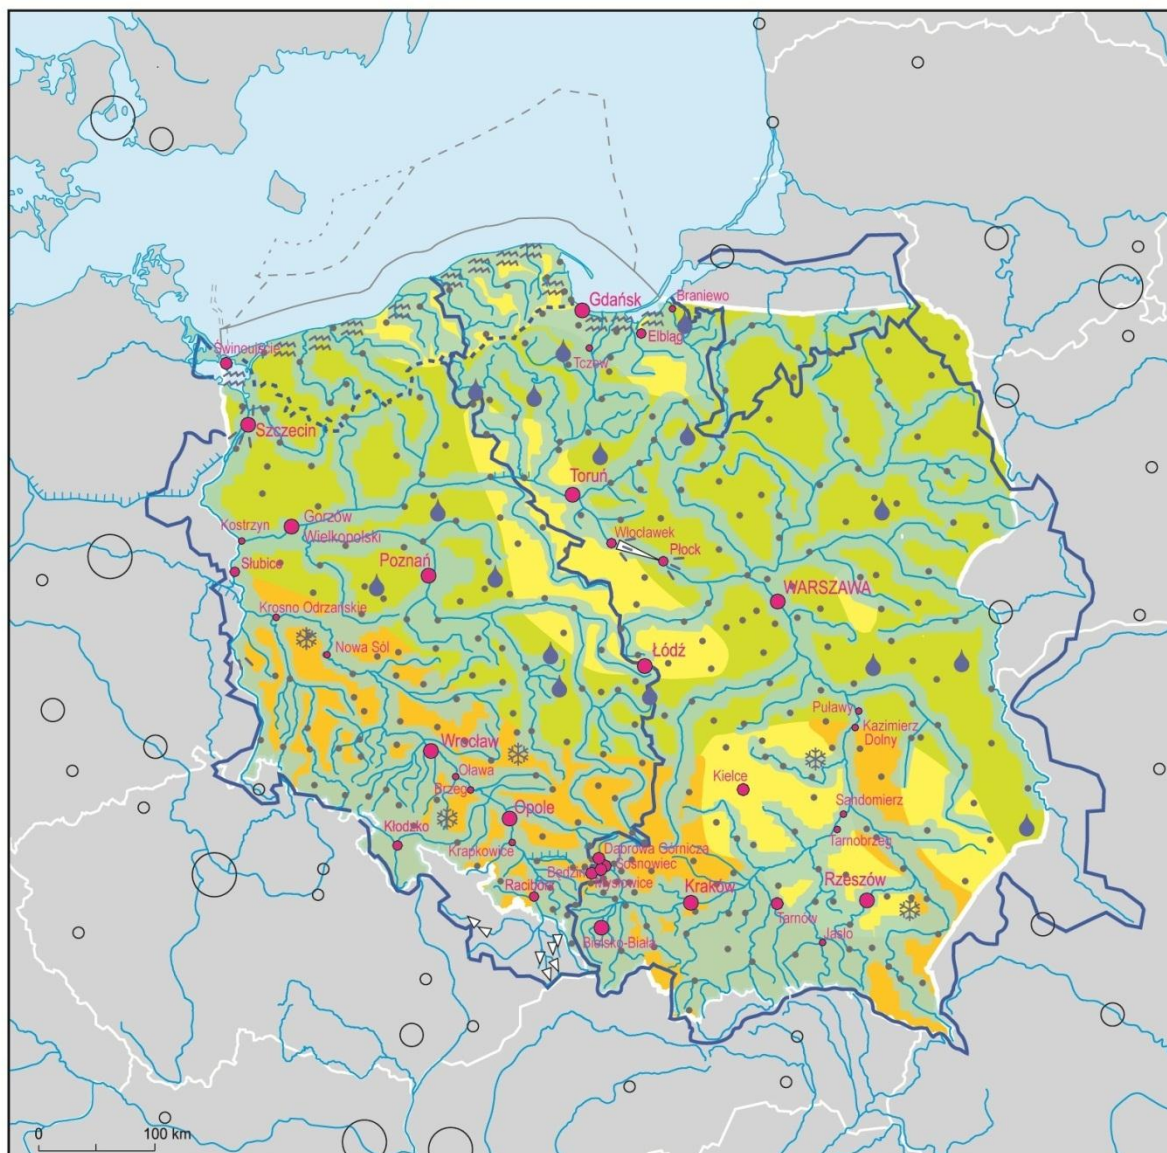 Gdańsk
Braniewo
Elbląg
Tczew
Świnoujście
Szczecin
Toruń
Włocławek
Płock
Gorzów
Wielkopolski
Kostrzyn
Słubice
Poznań
WARSZAWA
Krosno Odrzańskie
Nowa Sól
Łódź
Puławy
Kazimierz
Dolny
Wrocław
Oława
Brzeg
Kielce
Opole
Sandomierz
Tarnobrzeg
Kłodzko
Krapkowice
Dąbrowa Górnicza
Sosnowiec
Będzin
Mysłowice
Racibórz
Kraków
Rzeszów
Tarnów
Jasło
Bielsko-Biała
0 100 km